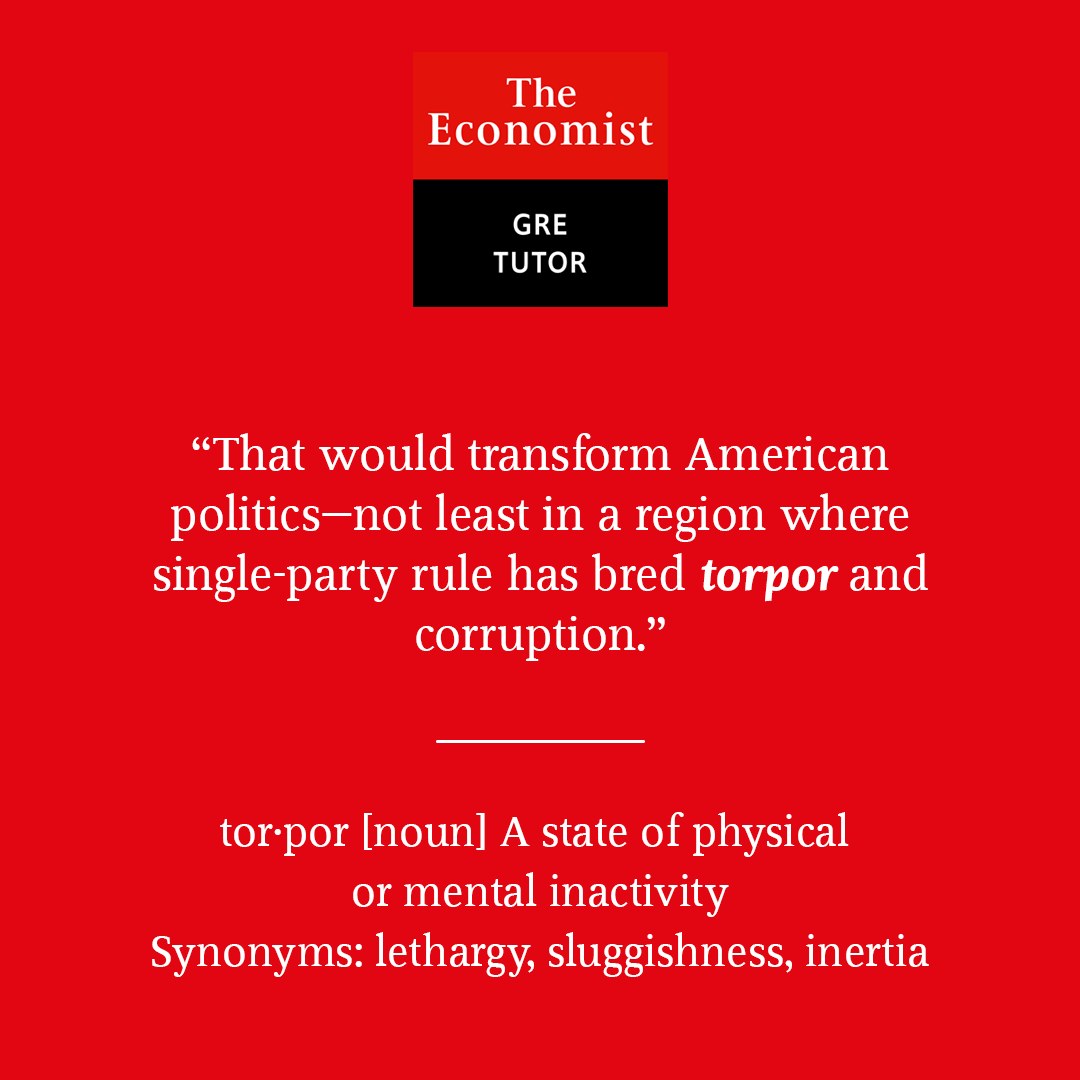 The
Economist
GRE
TUTOR
“That would transform American
politics—not least in a region where
single-party rule has bred torpor and
corruption.”
tor·por [noun] A state of physical
or mental inactivity
Synonyms: lethargy, sluggishness, inertia